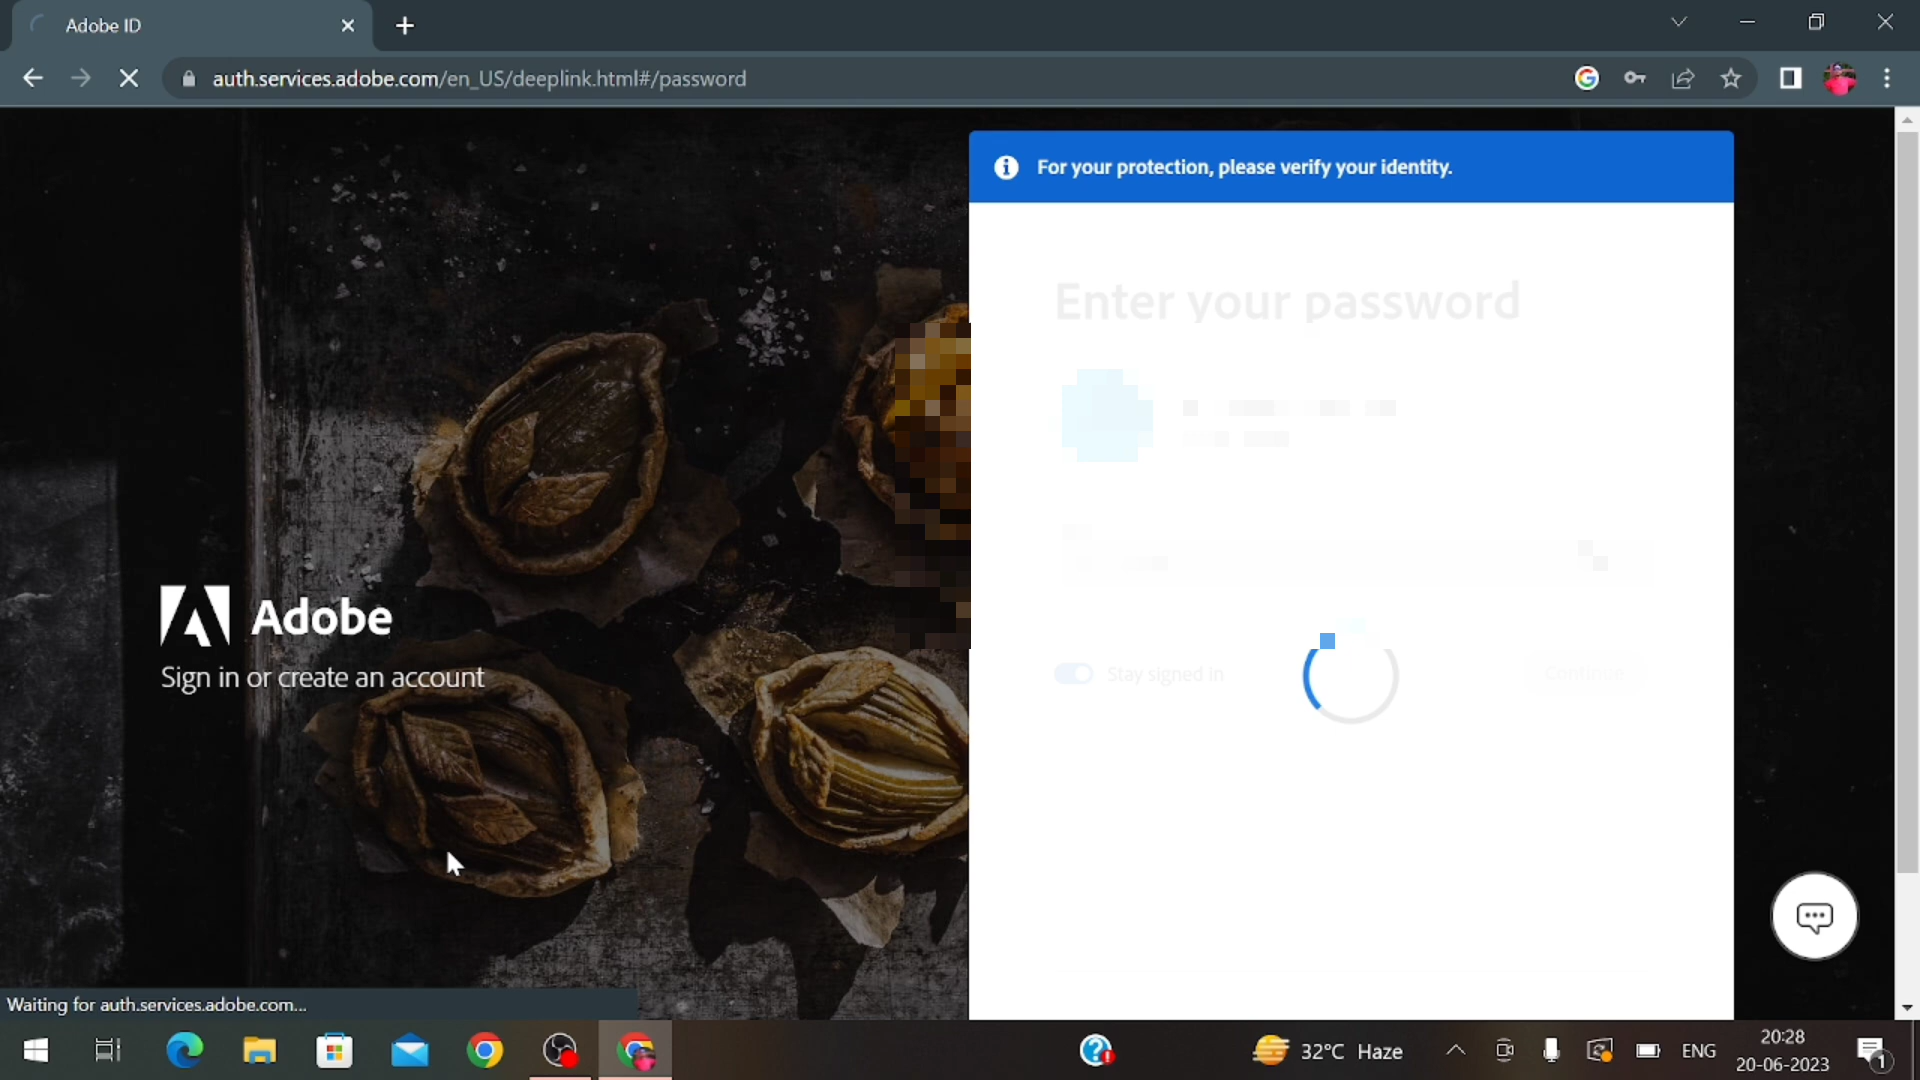 Adobe ID
auth.services.adobe.com/en_US/deeplink.html#/password
For your protection, please verify your identity.
Enter your password
Stay signed in
Continue
Adobe
Sign in or create an account
Waiting for auth.services.adobe.com...
32°C Haze
ENG
20:28
20-06-2023
1